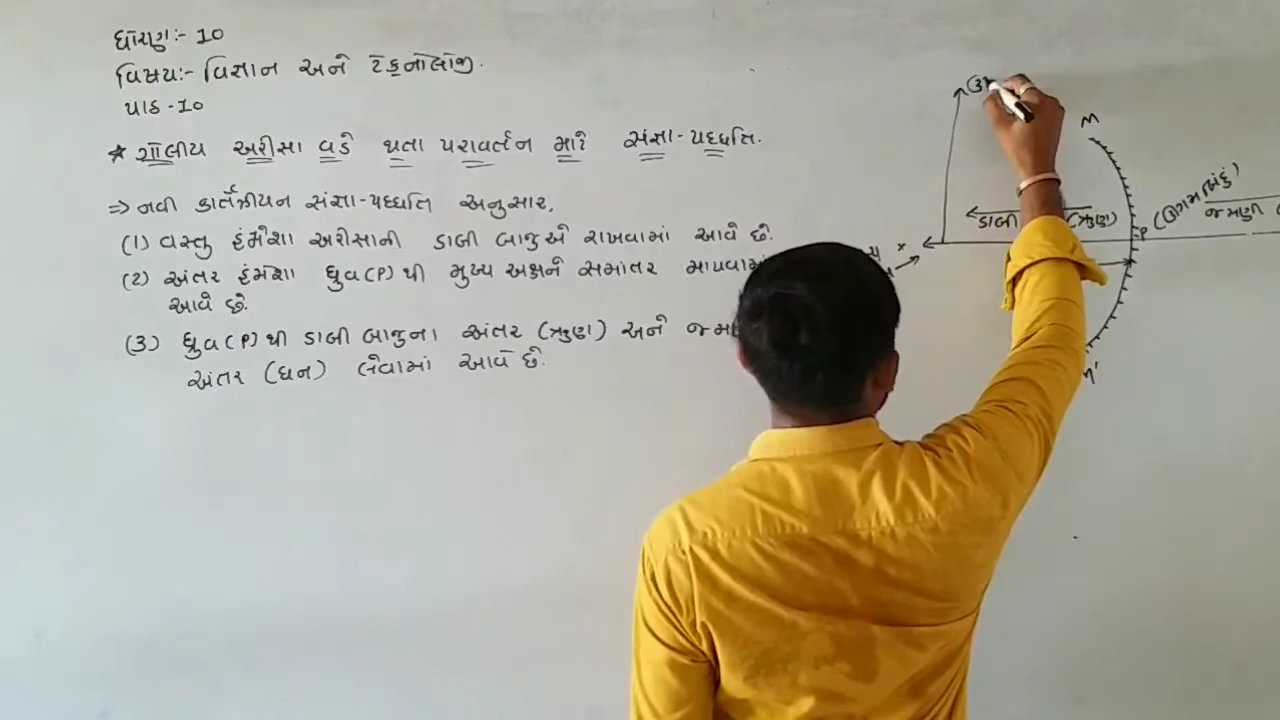 ધોરણ:- 10
વિષય:- વિજ્ઞાન અને ટેકનોલોજી.
પાઠ - 10
* ગોલીય અરીસા વડે થતા પરાવર્તન માટે સંજ્ઞા-પદ્ધતિ.
⇒ નવી કાર્તેઝીયન સંજ્ઞા-પદ્ધતિ અનુસાર,
(1) વસ્તુ હંમેશા અરીસાની ડાબી બાજુએ રાખવામાં આવે છે.
(2) અંતર હંમેશા ધ્રુવ(P) થી મુખ્ય અક્ષને સમાંતર માપવામાં
આવે છે.
(3) ધ્રુવ(P) થી ડાબી બાજુના અંતર (ઋણ) અને
અંતર (ધન) લેવામાં આવે છે.
M
(ઉગમબિંદુ)
જમણી
ડાબી (ઋણ)
P
x
M'